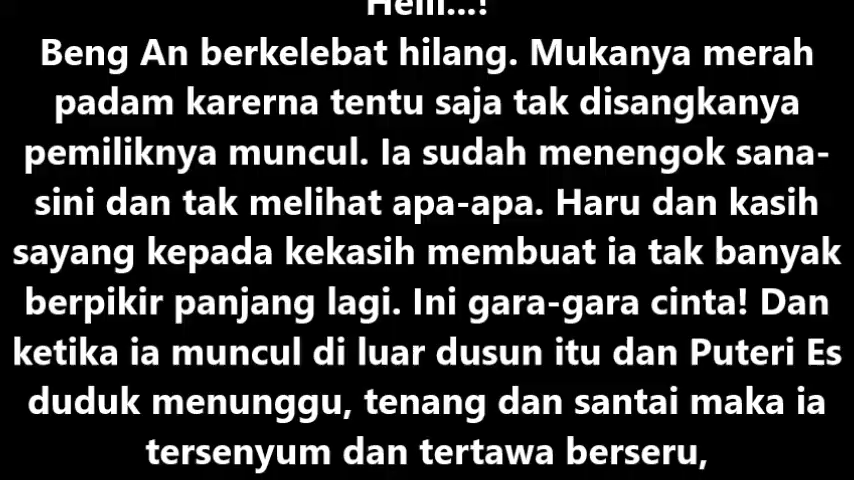 Heiii...!
Beng An berkelebat hilang. Mukanya merah
padam karerna tentu saja tak disangkanya
pemiliknya muncul. Ia sudah menengok sana-
sini dan tak melihat apa-apa. Haru dan kasih
sayang kepada kekasih membuat ia tak banyak
berpikir panjang lagi. Ini gara-gara cinta! Dan
ketika ia muncul di luar dusun itu dan Puteri Es
duduk menunggu, tenang dan santai maka ia
tersenyum dan tertawa berseru,